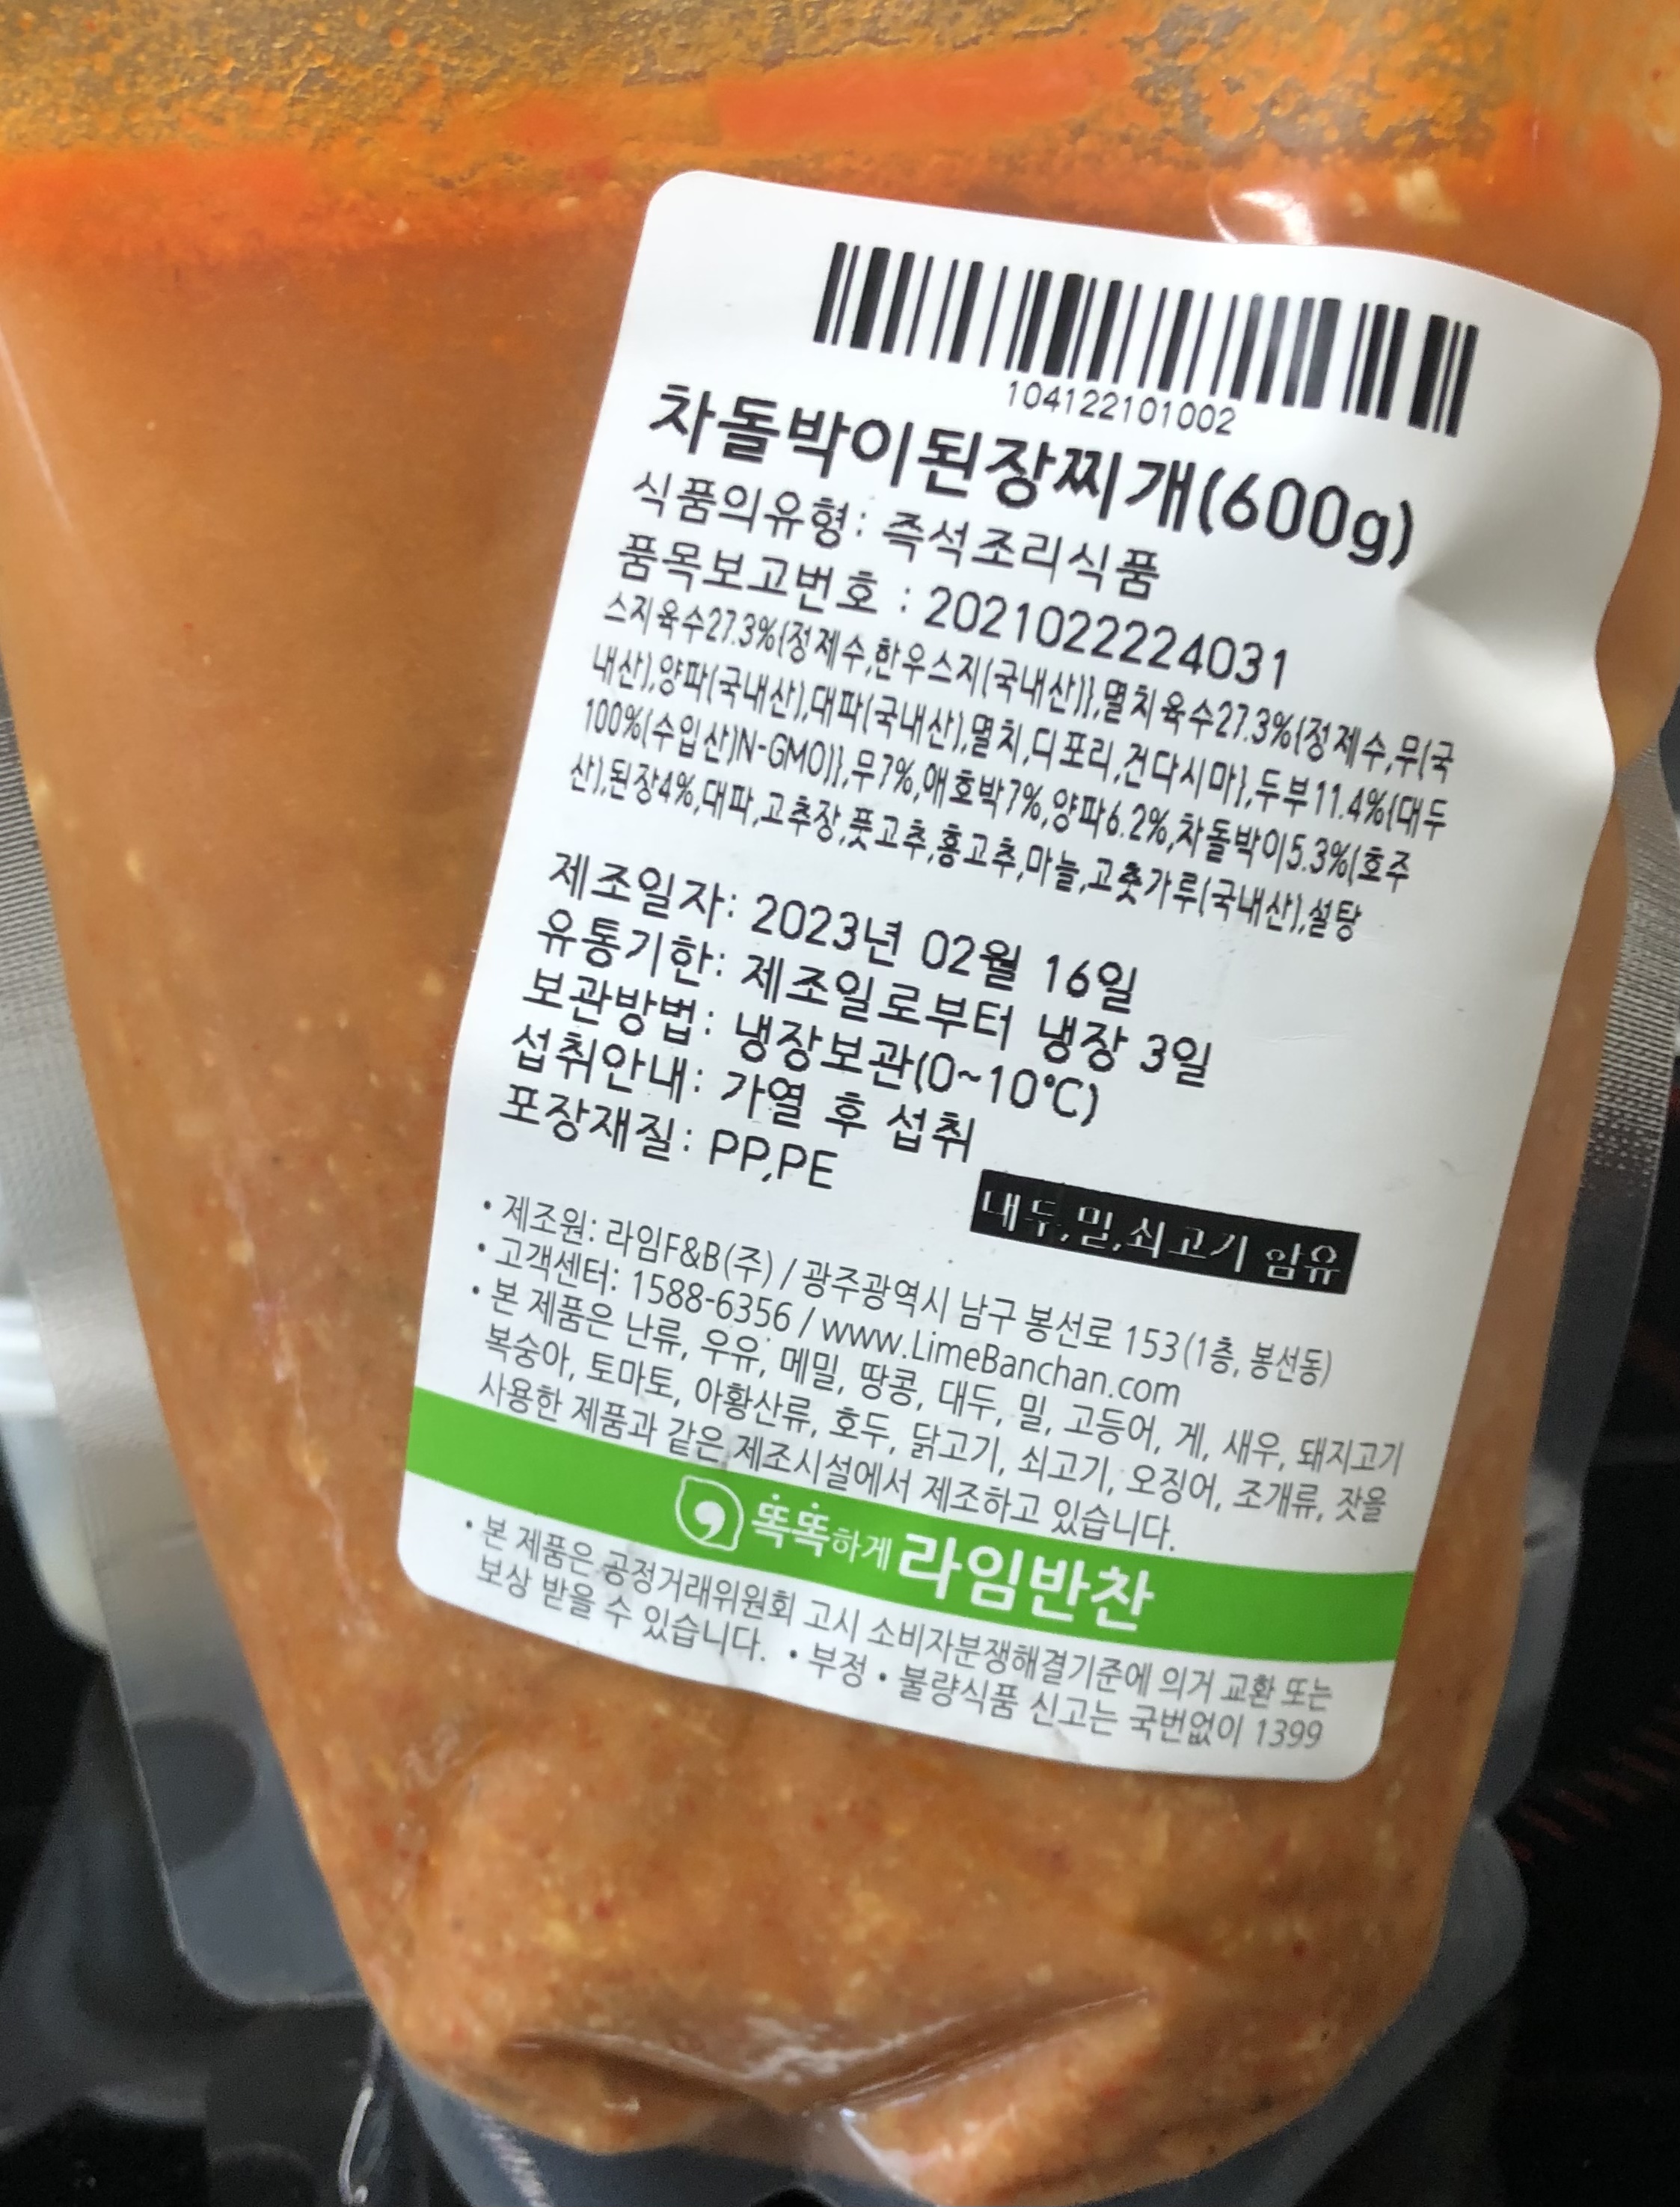 104122101002
차돌박이된장찌개(600g)
식품의유형: 즉석조리식품
품목보고번호 : 2021022224031
스지육수27.3%{정제수,한우스지(국내산)},멸치육수27.3%{정제수,무(국
내산),양파(국내산),대파(국내산),멸치,디포리,건다시마},두부11.4%{대두
100%(수입산)N-GMO)},무7%,애호박7%,양파6.2%,차돌박이5.3%(호주
산),된장4%,대파,고추장,풋고추,홍고추,마늘,고춧가루(국내산),설탕
제조일자: 2023년 02월 16일
유통기한: 제조일로부터 냉장 3일
보관방법: 냉장보관(0~10℃)
섭취안내: 가열 후 섭취
포장재질: PP,PE
대두,밀,쇠고기 함유
• 제조원: 라임F&B(주) / 광주광역시 남구 봉선로 153(1층, 봉선동)
• 고객센터: 1588-6356 / www.LimeBanchan.com
• 본 제품은 난류, 우유, 메밀, 땅콩, 대두, 밀, 고등어, 게, 새우, 돼지고기
복숭아, 토마토, 아황산류, 호두, 닭고기, 쇠고기, 오징어, 조개류, 잣을
사용한 제품과 같은 제조시설에서 제조하고 있습니다.
똑똑하게 라임반찬
• 본 제품은 공정거래위원회 고시 소비자분쟁해결기준에 의거 교환 또는
보상 받을 수 있습니다. • 부정 • 불량식품 신고는 국번없이 1399